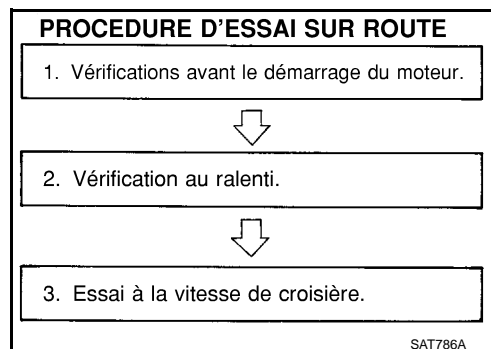 PROCEDURE D'ESSAI SUR ROUTE
1. Vérifications avant le démarrage du moteur.
2. Vérification au ralenti.
3. Essai à la vitesse de croisière.
SAT786A